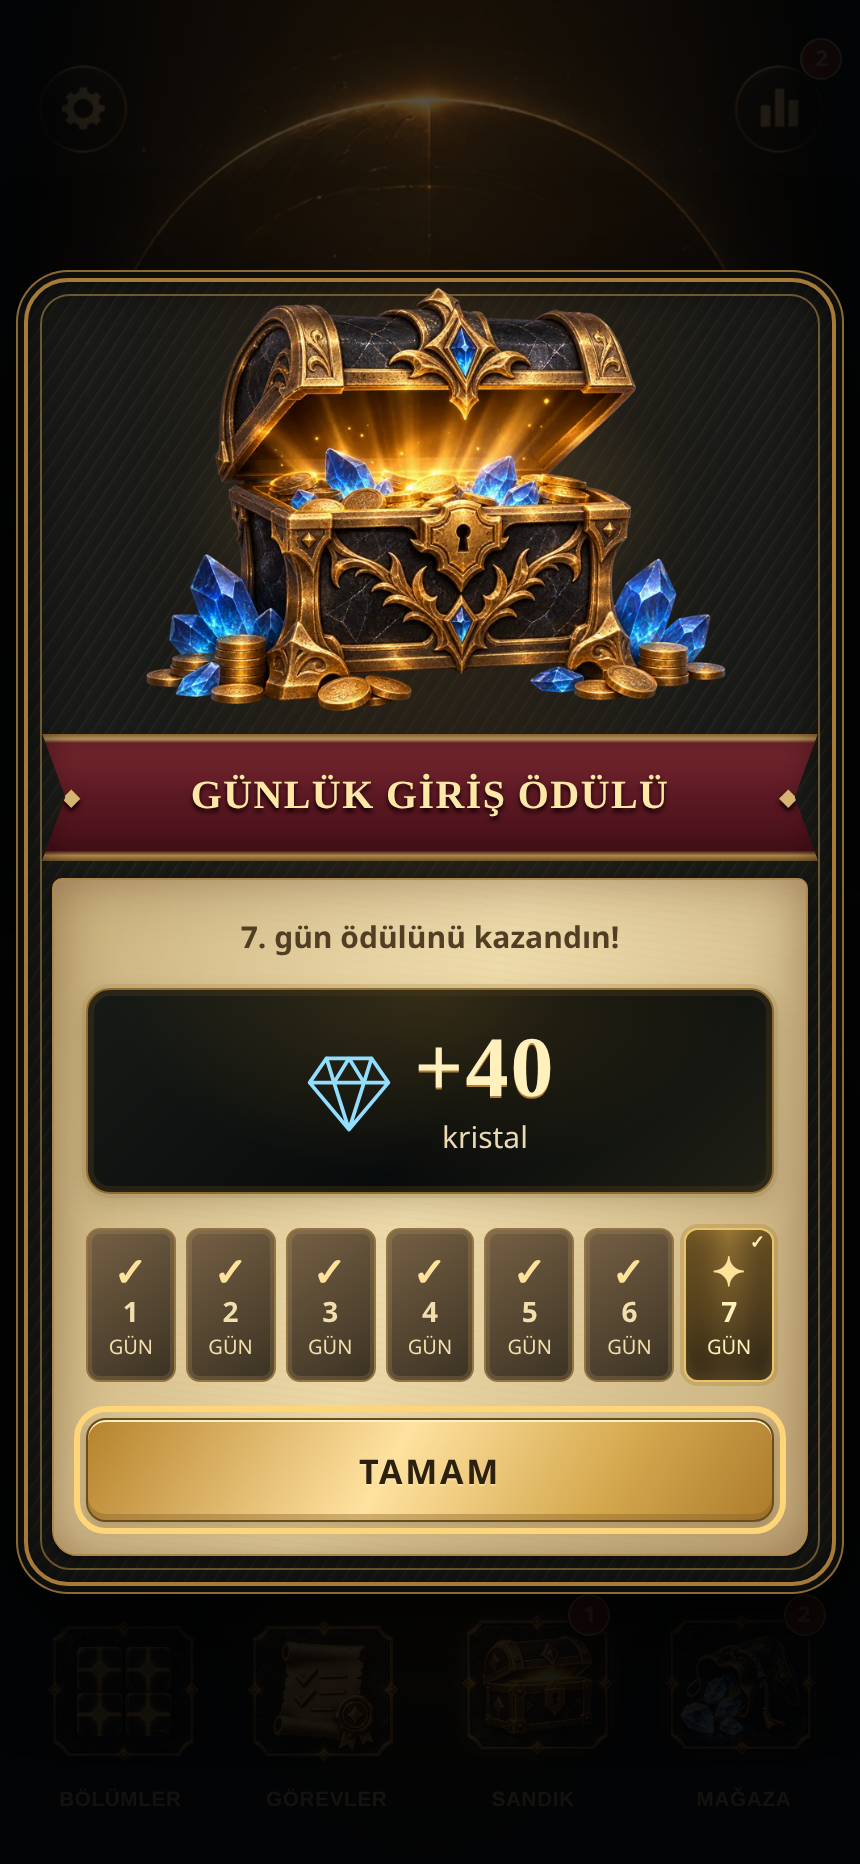 2
GÜNLÜK GİRİŞ ÖDÜLÜ
7. gün ödülünü kazandın!
+40
kristal
✓ ✓ ✓ ✓ ✓ ✓ ✓
1 2 3 4 5 6 7
GÜN GÜN GÜN GÜN GÜN GÜN GÜN
TAMAM
1 2
BÖLÜMLER GÖREVLER SANDIK MAĞAZA